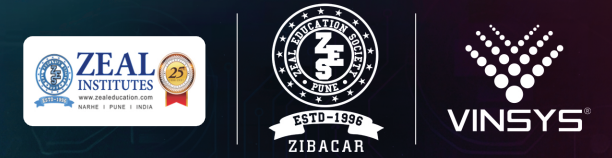 ZEAL
INSTITUTES
www.zealeducation.com
NARHE I PUNE I INDIA
ZES
ESTD-1996
25
ZEAL EDUCATION SOCIETY
ZES
PUNE
ESTD-1996
ZIBACAR
VINSYS®